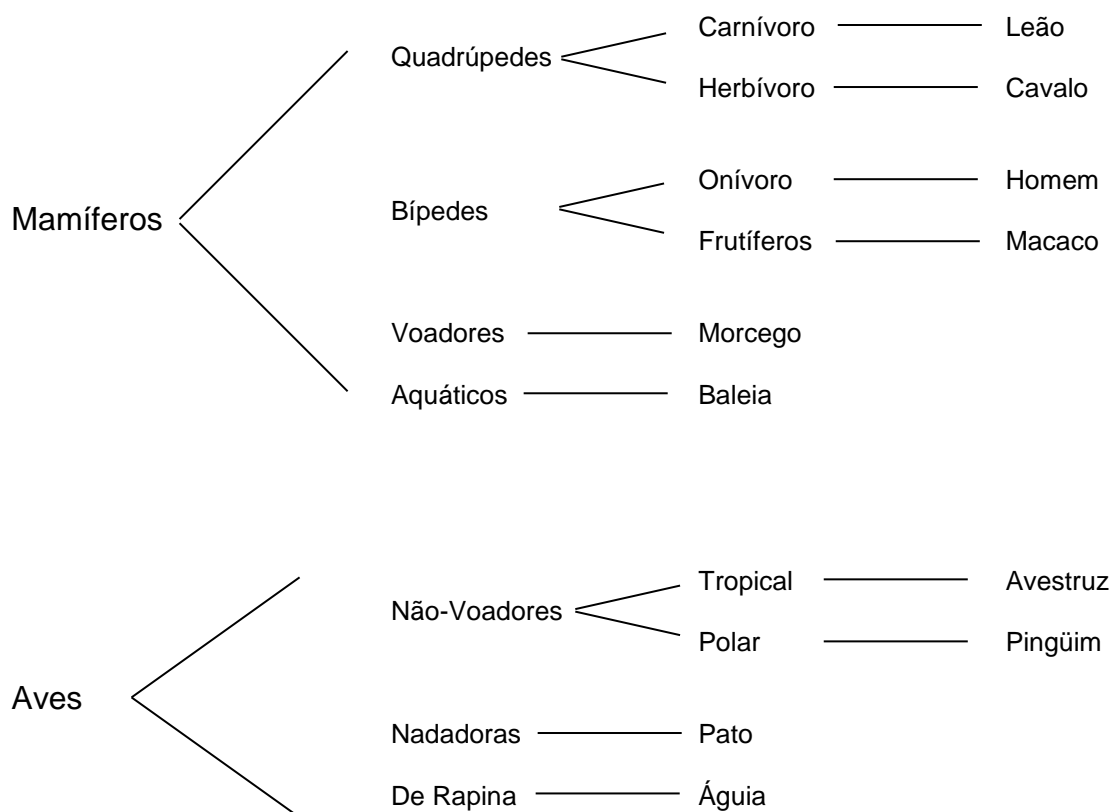 Carnívoro Leão
Quadrúpedes
Herbívoro Cavalo
Onívoro Homem
Mamíferos Bípedes
Frutíferos Macaco
Voadores Morcego
Aquáticos Baleia
Tropical Avestruz
Não-Voadores
Polar Pingüim
Aves
Nadadoras Pato
De Rapina Águia